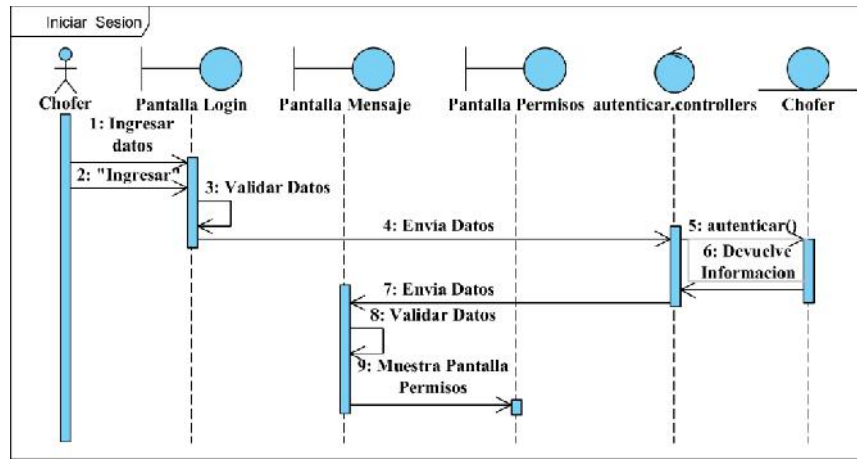 Iniciar Sesion
Chofer
Pantalla Login
Pantalla Mensaje
Pantalla Permisos
autenticar.controllers
Chofer
1: Ingresar
datos
2: "Ingresar"
3: Validar Datos
4: Envia Datos
5: autenticar()
6: Devuelve
Informacion
7: Envia Datos
8: Validar Datos
9: Muestra Pantalla
Permisos